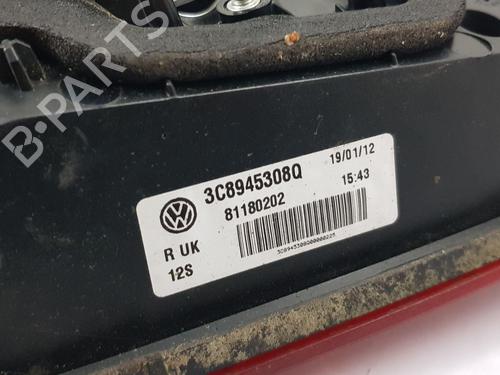 B-PARTS
3C8945308Q
19/01/12
81180202
15:43
R UK
12S